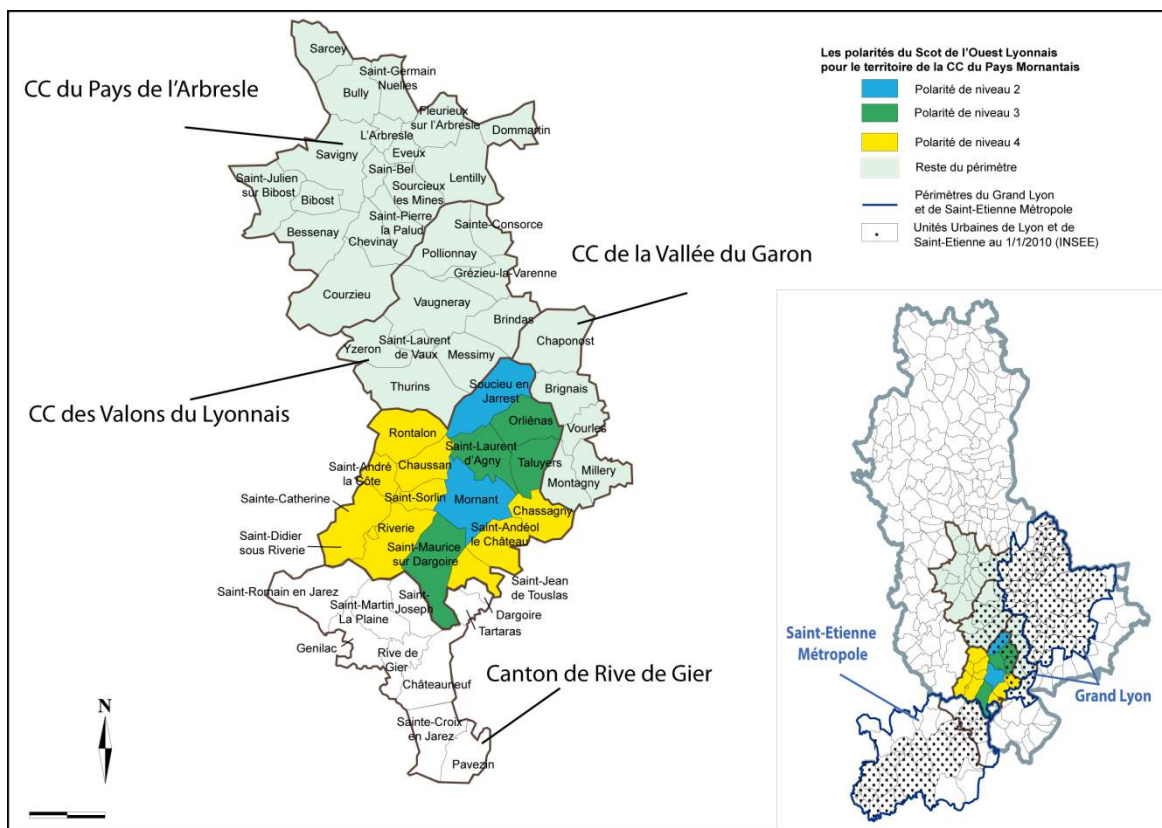 Sarcey
Saint-Germain
Nuelles
Bully
CC du Pays de l'Arbresle
Fleurieux
sur l'Arbresle
Dommartin
L'Arbresle
Savigny
Eveux
Sain-Bel
Lentilly
Saint-Julien
sur Bibost
Sourcieux
les Mines
Bibost
Saint-Pierre
la Palud
Sainte-Consorce
Bessenay
Chevinay
Pollionnay
CC de la Vallée du Garon
Grézieu-la-Varenne
Courzieu
Vaugneray
Brindas
Chaponost
Yzeron
Saint-Laurent
de Vaux
Messimy
Thurins
Soucieu en
Jarrest
Brignais
CC des Valons du Lyonnais
Orliénas
Vourles
Rontalon
Saint-Laurent
d'Agny
Saint-André
la Côte
Chaussan
Taluyers
Millery
Montagny
Sainte-Catherine
Saint-Sorlin
Mornant
Chassagny
Riverie
Saint-Andéol
le Château
Saint-Didier
sous Riverie
Saint-Maurice
sur Dargoire
Saint-Jean
de Touslas
Saint-Romain en Jarez
Saint-
Joseph
Saint-Martin
La Plaine
Dargoire
Tartaras
Genilac
Rive de
Gier
Canton de Rive de Gier
Châteauneuf
Sainte-Croix
en Jarez
Pavezin
N
Les polarités du Scot de l'Ouest Lyonnais
pour le territoire de la CC du Pays Mornantais
Polarité de niveau 2
Polarité de niveau 3
Polarité de niveau 4
Reste du périmètre
Périmètres du Grand Lyon
et de Saint-Etienne Métropole
Unités Urbaines de Lyon et de
Saint-Etienne au 1/1/2010 (INSEE)
Saint-Etienne
Métropole
Grand Lyon